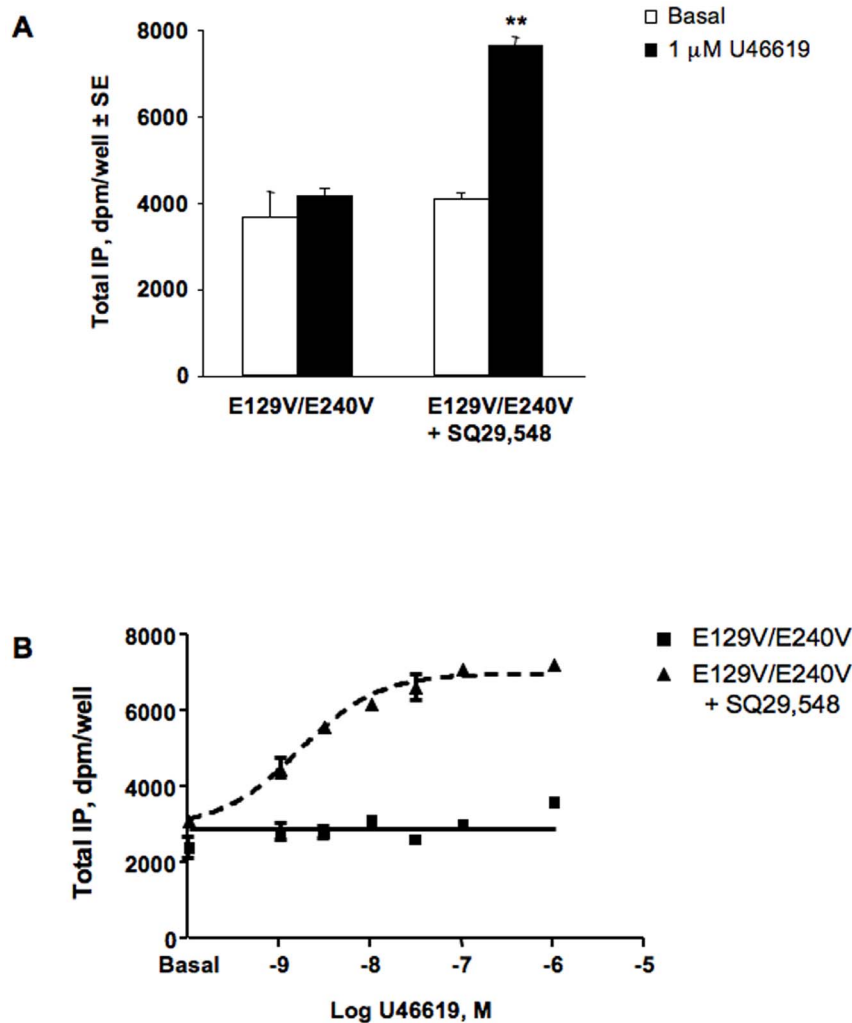 A
Total IP, dpm/well ± SE
8000
6000
4000
2000
0
**
Basal
1 μM U46619
E129V/E240V
E129V/E240V
+ SQ29,548
B
Total IP, dpm/well
8000
6000
4000
2000
0
E129V/E240V
E129V/E240V
+ SQ29,548
Basal -9 -8 -7 -6 -5
Log U46619, M